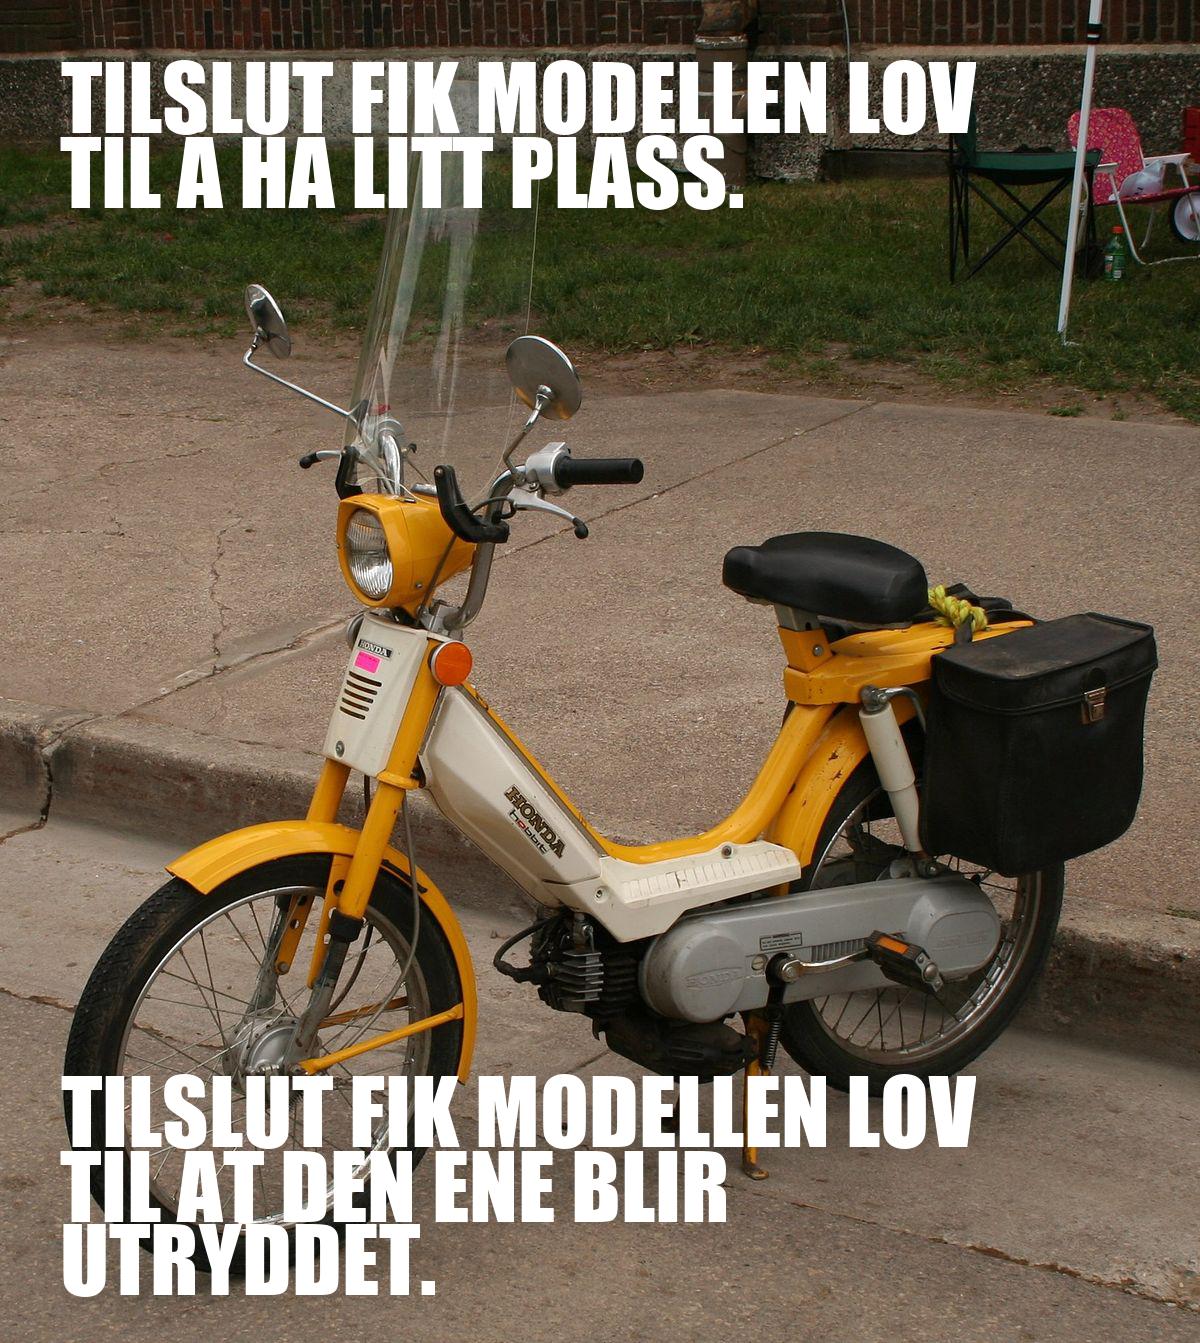 TILSLUT FIK MODELLEN LOV
TIL A HA LITT PLASS.
HONDA
HONDA
hobbit
HONDA
TILSLUT FIK MODELLEN LOV
TIL AT DEN ENE BLIR
UTRYDDET.